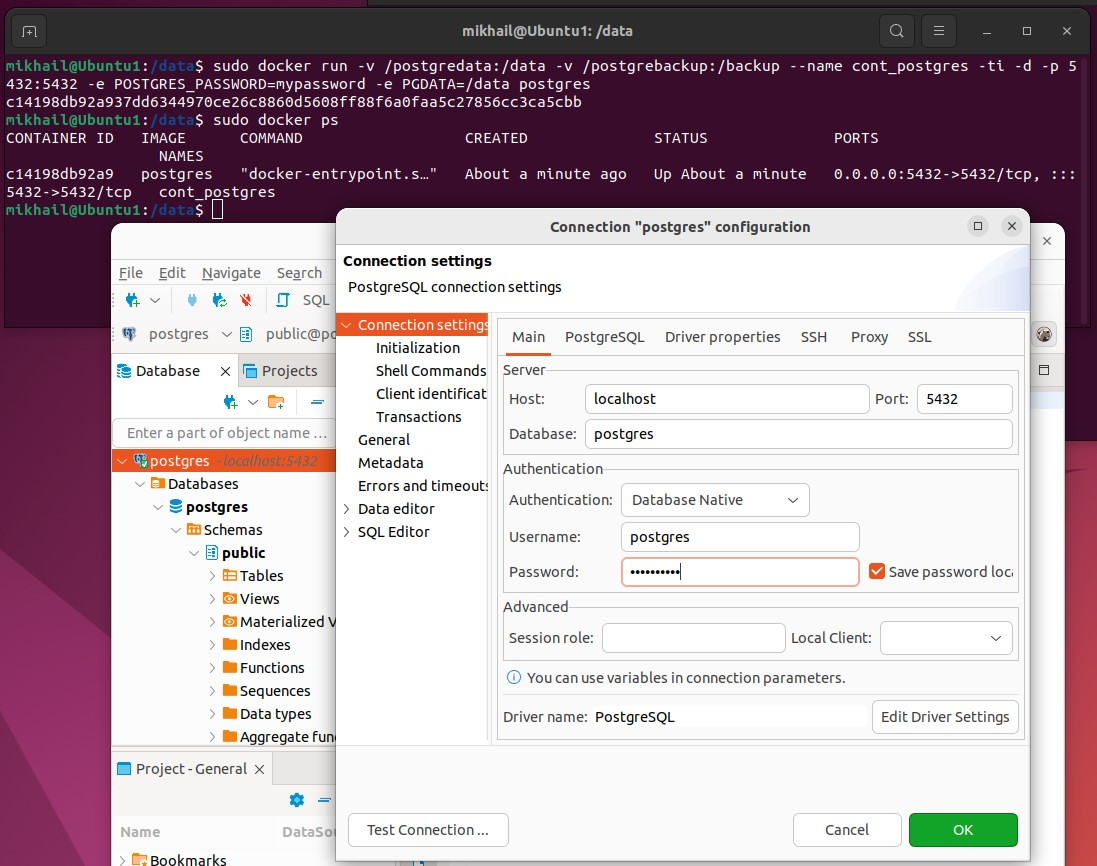 mikhail@Ubuntu1: /data
mikhail@Ubuntu1:/data$ sudo docker run -v /postgredata:/data -v /postgrebackup:/backup --name cont_postgres -ti -d -p 5
432:5432 -e POSTGRES_PASSWORD=mypassword -e PGDATA=/data postgres
c14198db92a937dd6344970ce26c8860d5608ff88f6a0faa5c27856cc3ca5cbb
mikhail@Ubuntu1:/data$ sudo docker ps
CONTAINER ID IMAGE COMMAND CREATED STATUS PORTS
NAMES
c14198db92a9 postgres "docker-entrypoint.s…" About a minute ago Up About a minute 0.0.0.0:5432->5432/tcp, :::
5432->5432/tcp cont_postgres
mikhail@Ubuntu1:/data$
Connection "postgres" configuration
Connection settings
PostgreSQL connection settings
File Edit Navigate Search
SQL
postgres public@po
Database Projects
Enter a part of object name ...
postgres - localhost:5432
Databases
postgres
Schemas
public
Tables
Views
Materialized V
Indexes
Functions
Sequences
Data types
Aggregate fun
Project - General
Name DataSou
Bookmarks
Connection settings
Initialization
Shell Commands
Client identificat
Transactions
General
Metadata
Errors and timeouts
Data editor
SQL Editor
Main PostgreSQL Driver properties SSH Proxy SSL
Server
Host: localhost Port: 5432
Database: postgres
Authentication
Authentication: Database Native
Username: postgres
Password: •••••••••• Save password loca
Advanced
Session role: Local Client:
You can use variables in connection parameters.
Driver name: PostgreSQL Edit Driver Settings
Test Connection ... Cancel OK